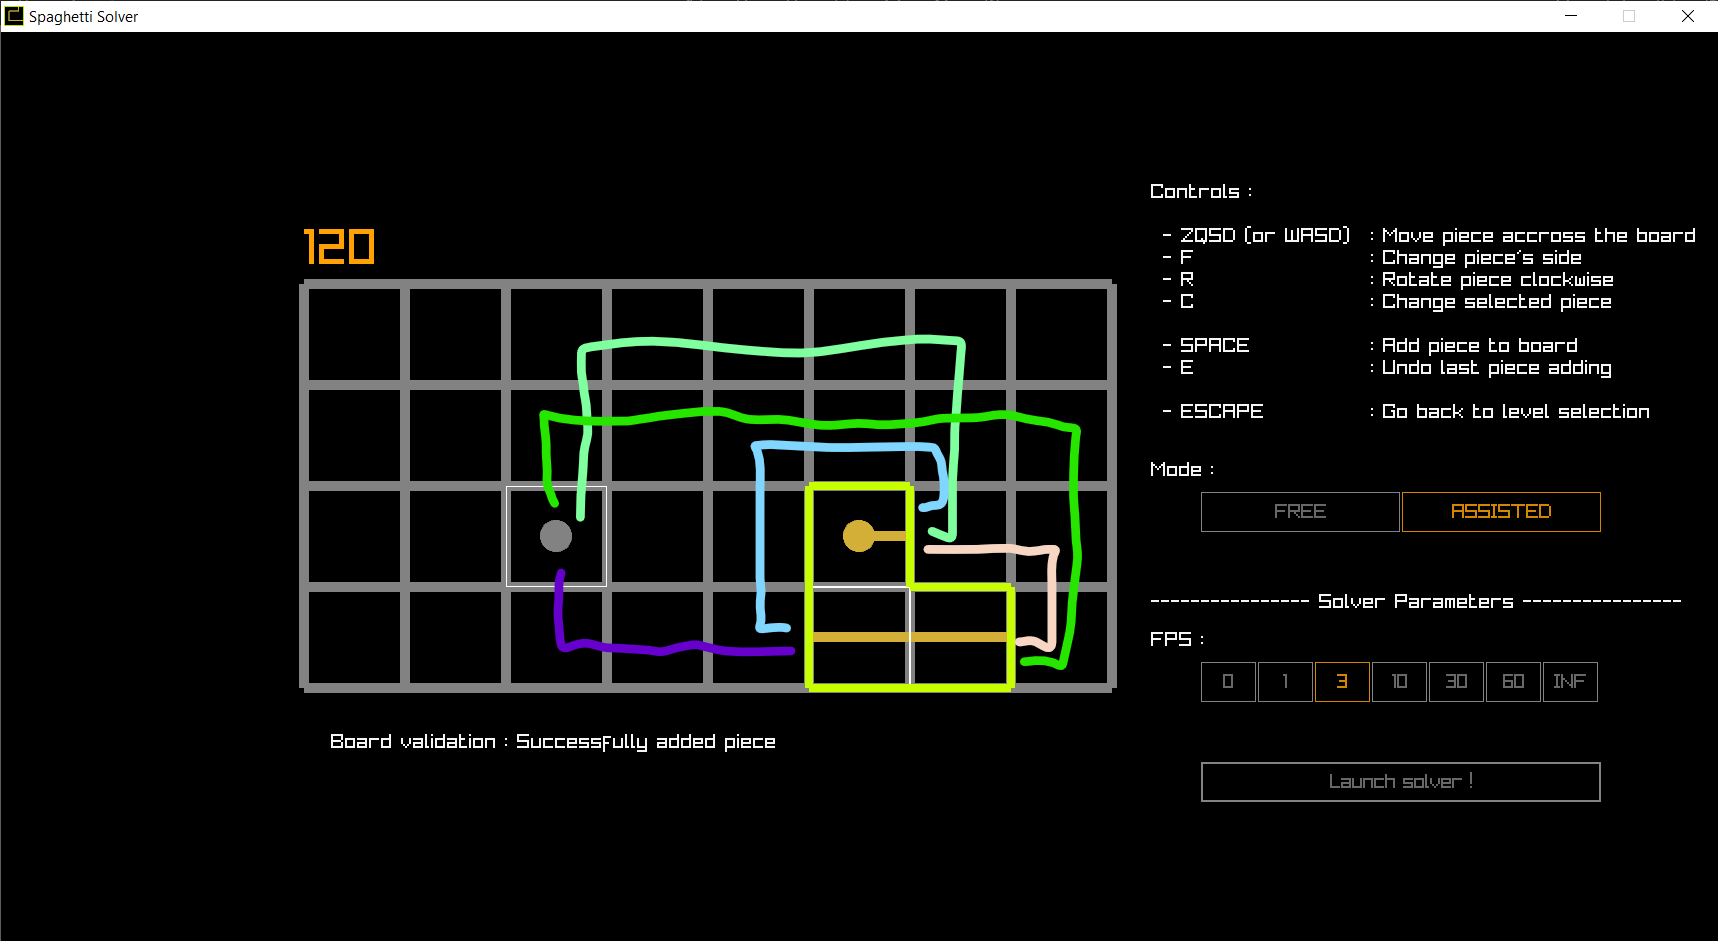 Spaghetti Solver
120
Controls :
- ZQSD (or WASD) : Move piece accross the board
- F : Change piece's side
- R : Rotate piece clockwise
- C : Change selected piece
- SPACE : Add piece to board
- E : Undo last piece adding
- ESCAPE : Go back to level selection
Mode :
FREE ASSISTED
---------------- Solver Parameters ----------------
FPS :
0 1 3 10 30 60 INF
Board validation : Successfully added piece
Launch solver !